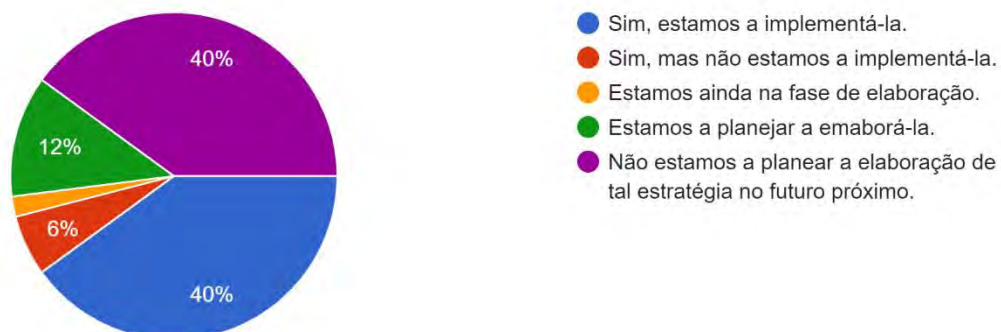 40%
12%
6%
40%
Sim, estamos a implementá-la.
Sim, mas não estamos a implementá-la.
Estamos ainda na fase de elaboração.
Estamos a planejar a emaborá-la.
Não estamos a planear a elaboração de
tal estratégia no futuro próximo.